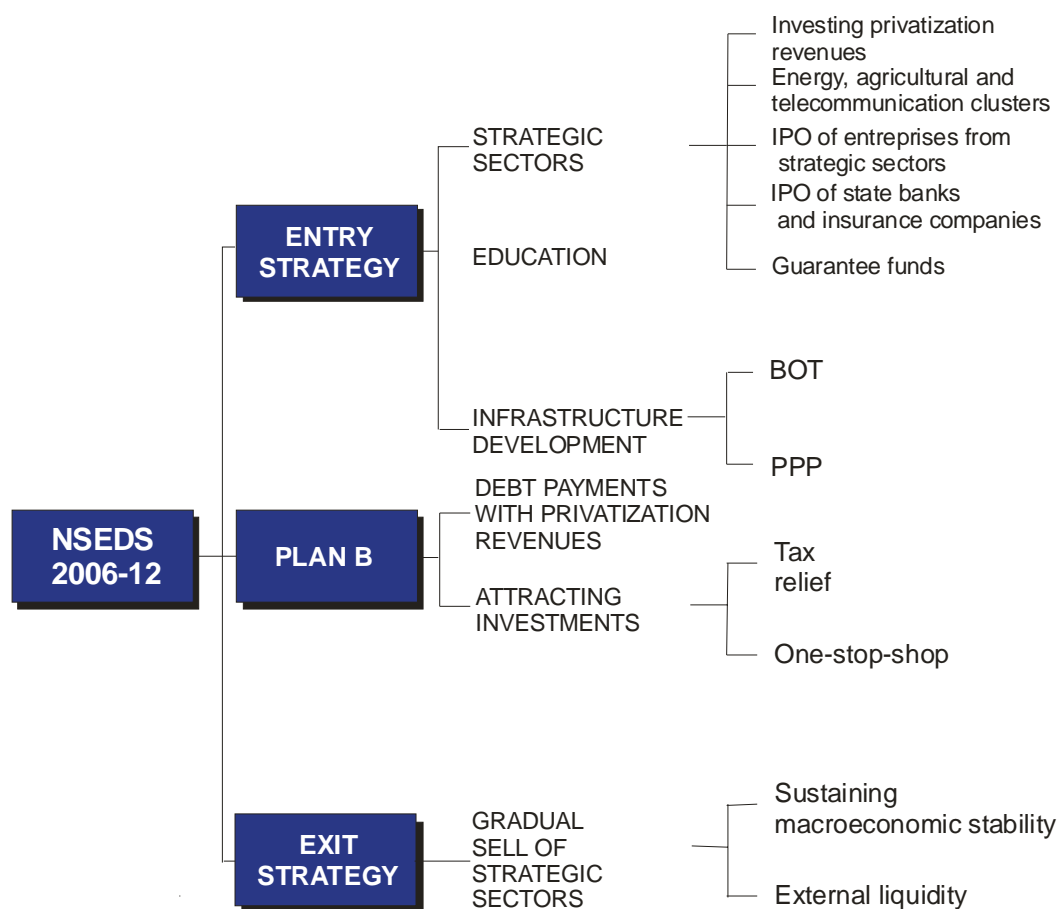 Investing privatization
revenues
Energy, agricultural and
telecommunication clusters
STRATEGIC
SECTORS
IPO of entreprises from
strategic sectors
IPO of state banks
and insurance companies
ENTRY
STRATEGY
EDUCATION
Guarantee funds
BOT
INFRASTRUCTURE
DEVELOPMENT
PPP
DEBT PAYMENTS
WITH PRIVATIZATION
REVENUES
NSEDS
2006-12
PLAN B
Tax
relief
ATTRACTING
INVESTMENTS
One-stop-shop
Sustaining
macroeconomic stability
EXIT
STRATEGY
GRADUAL
SELL OF
STRATEGIC
SECTORS
External liquidity